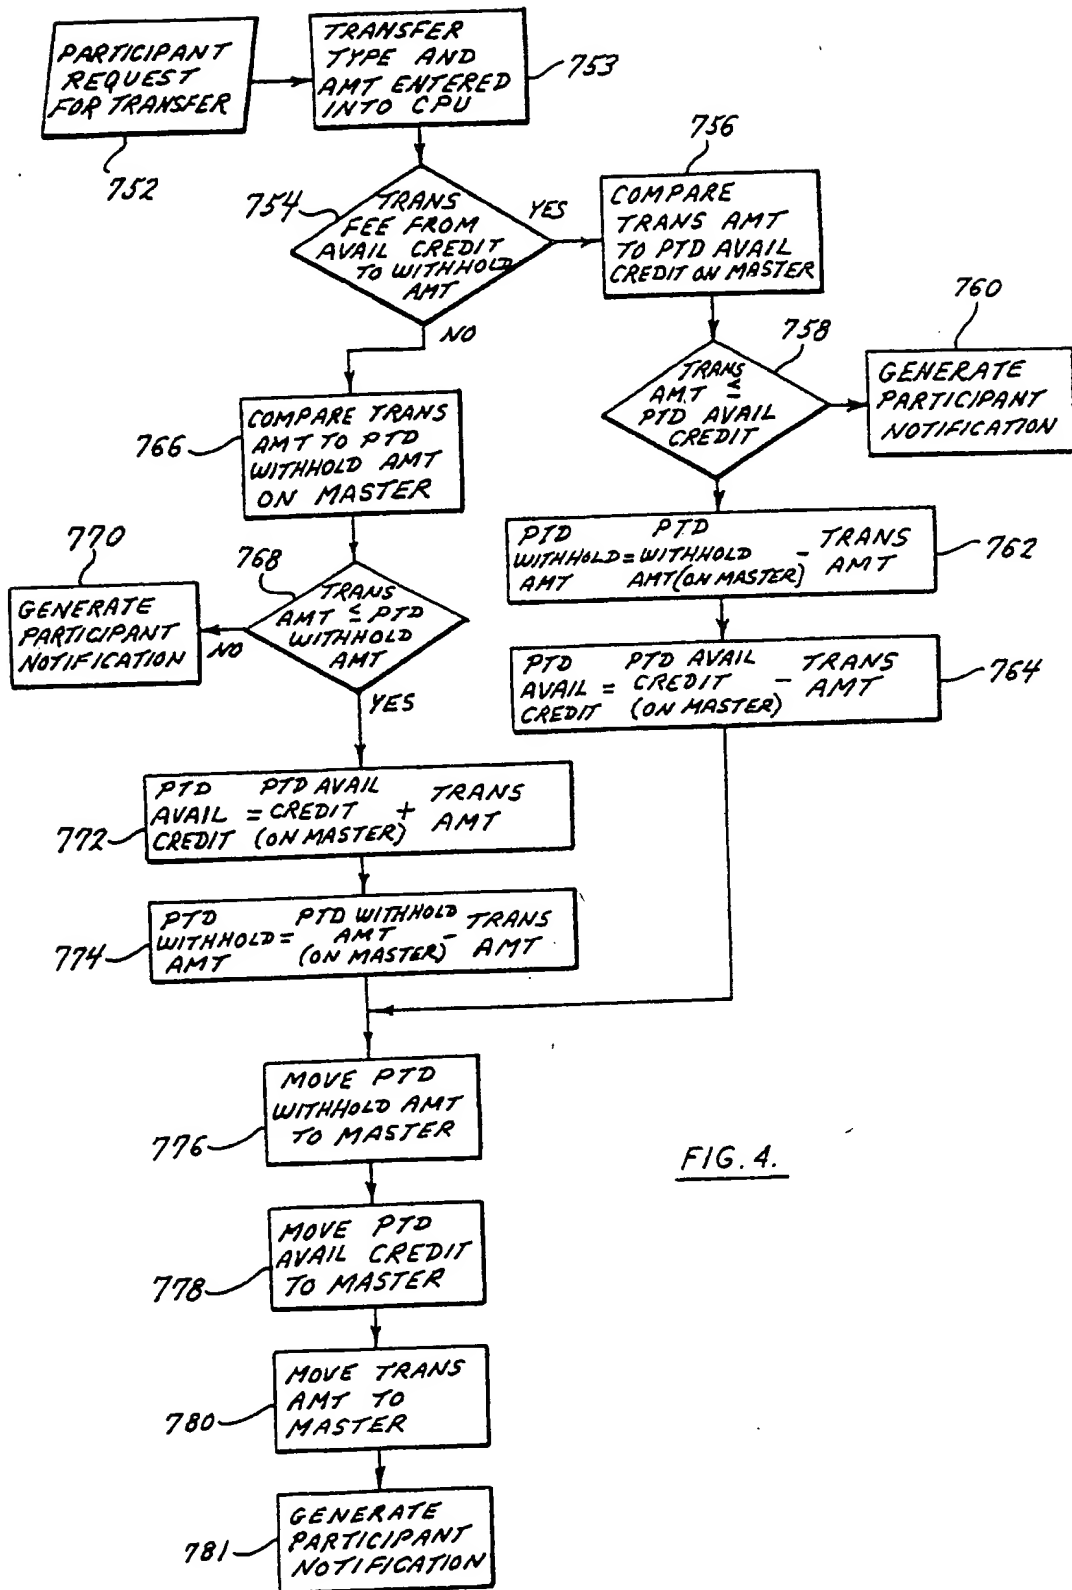 PARTICIPANT
REQUEST
FOR TRANSFER
752
TRANSFER
TYPE AND
AMT ENTERED
INTO CPU
753
754
TRANS
FEE FROM
AVAIL CREDIT
TO WITHHOLD
AMT
YES
NO
756
COMPARE
TRANS AMT
TO PTD AVAIL
CREDIT ON MASTER
758
TRANS
AMT ≤
PTD AVAIL
CREDIT
760
GENERATE
PARTICIPANT
NOTIFICATION
PTD PTD
WITHHOLD = WITHHOLD - TRANS
AMT AMT (ON MASTER) AMT
762
PTD PTD AVAIL TRANS
AVAIL = CREDIT - AMT
CREDIT (ON MASTER)
764
766
COMPARE TRANS
AMT TO PTD
WITHHOLD AMT
ON MASTER
768
TRANS
AMT ≤ PTD
WITHHOLD
AMT
NO
YES
770
GENERATE
PARTICIPANT
NOTIFICATION
772
PTD PTD AVAIL TRANS
AVAIL = CREDIT + AMT
CREDIT (ON MASTER)
774
PTD PTD WITHHOLD TRANS
WITHHOLD = AMT - AMT
AMT (ON MASTER)
776
MOVE PTD
WITHHOLD AMT
TO MASTER
FIG. 4.
778
MOVE PTD
AVAIL CREDIT
TO MASTER
780
MOVE TRANS
AMT TO
MASTER
781
GENERATE
PARTICIPANT
NOTIFICATION